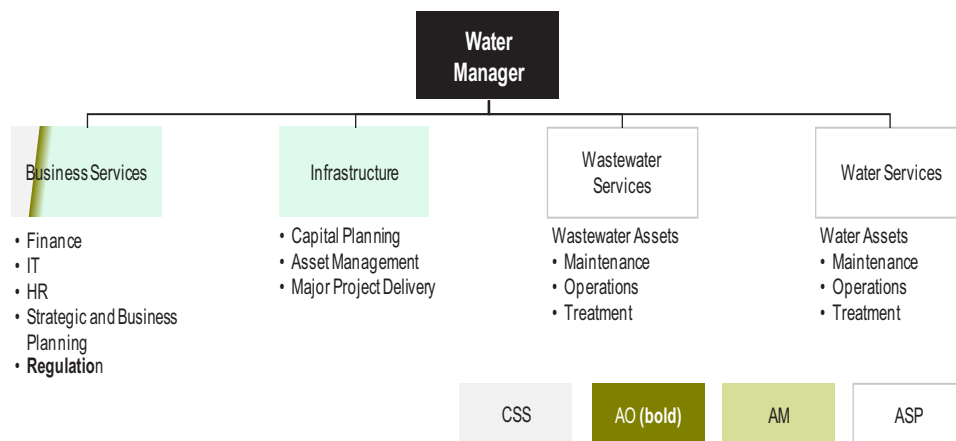 Water
Manager
Business Services
Infrastructure
Wastewater
Services
Water Services
• Finance
• IT
• HR
• Strategic and Business
Planning
• Regulation
• Capital Planning
• Asset Management
• Major Project Delivery
Wastewater Assets
• Maintenance
• Operations
• Treatment
Water Assets
• Maintenance
• Operations
• Treatment
CSS
AO (bold)
AM
ASP